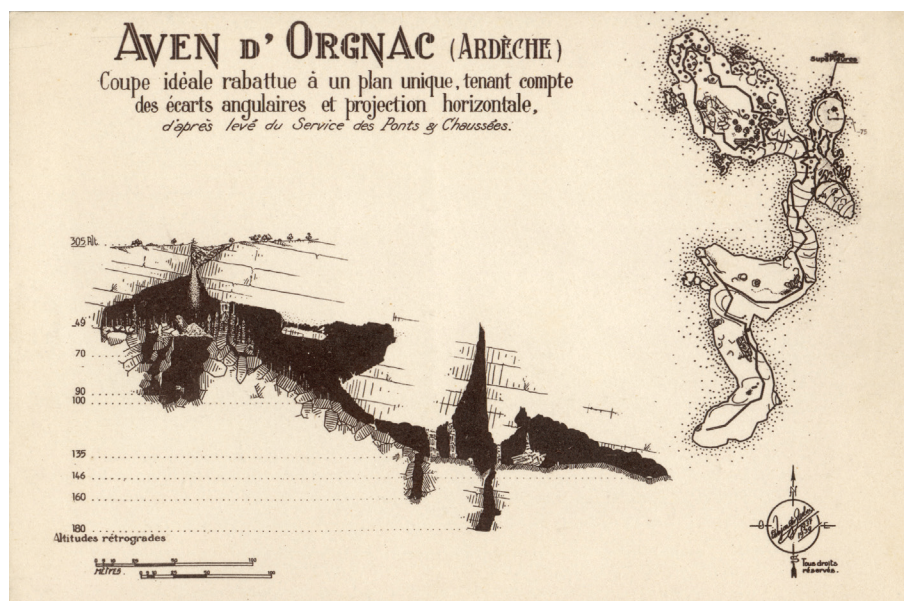 AVEN D' ORGNAC (ARDÈCHE)
Coupe idèale rabattue à un plan unique, tenant compte
des écarts angulaires et projection horizontale,
d'après levé du Service des Ponts & Chaussées.
Salles
Supérieures
-75
305 Alt.
49
70
90
100
135
146
160
180
Altitudes rétrogrades
MÈTRES.
N
O
E
S
Tous droits
réservés.